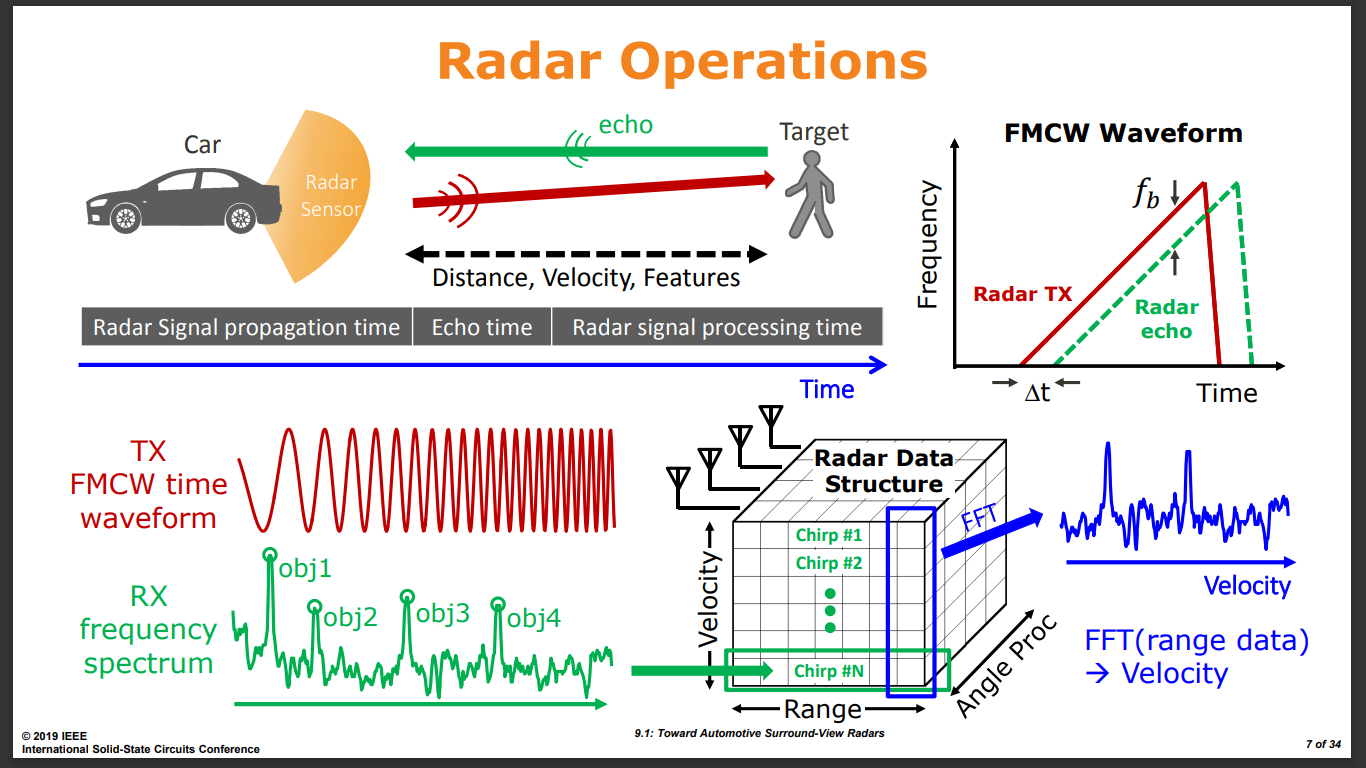 Radar Operations
Car
Radar
Sensor
echo
Target
Distance, Velocity, Features
Radar Signal propagation time
Echo time
Radar signal processing time
Time
FMCW Waveform
Frequency
f_b
Radar TX
Radar
echo
Δt
Time
TX
FMCW time
waveform
RX
frequency
spectrum
obj1
obj2
obj3
obj4
Radar Data
Structure
Chirp #1
Chirp #2
Chirp #N
Velocity
Range
Angle Proc
FFT
Velocity
FFT(range data)
→ Velocity
© 2019 IEEE
International Solid-State Circuits Conference
9.1: Toward Automotive Surround-View Radars
7 of 34